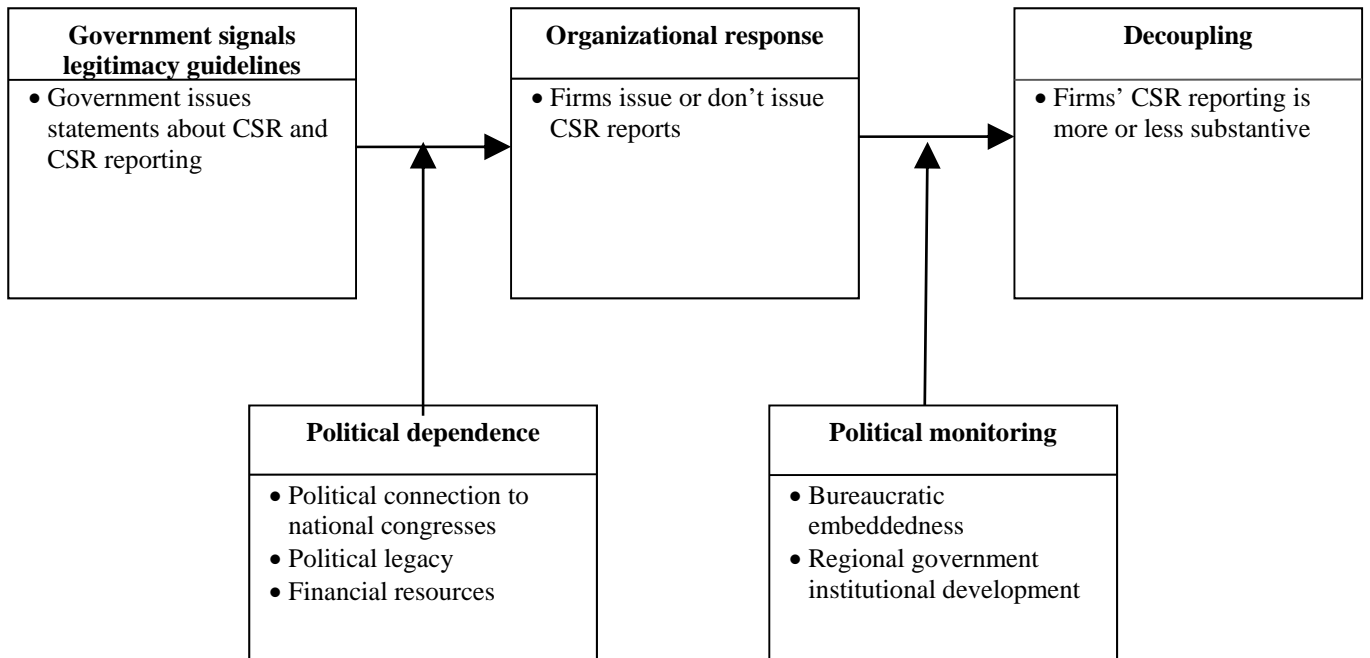 Government signals
legitimacy guidelines
• Government issues
statements about CSR and
CSR reporting
Organizational response
• Firms issue or don’t issue
CSR reports
Decoupling
• Firms’ CSR reporting is
more or less substantive
Political dependence
• Political connection to
national congresses
• Political legacy
• Financial resources
Political monitoring
• Bureaucratic
embeddedness
• Regional government
institutional development